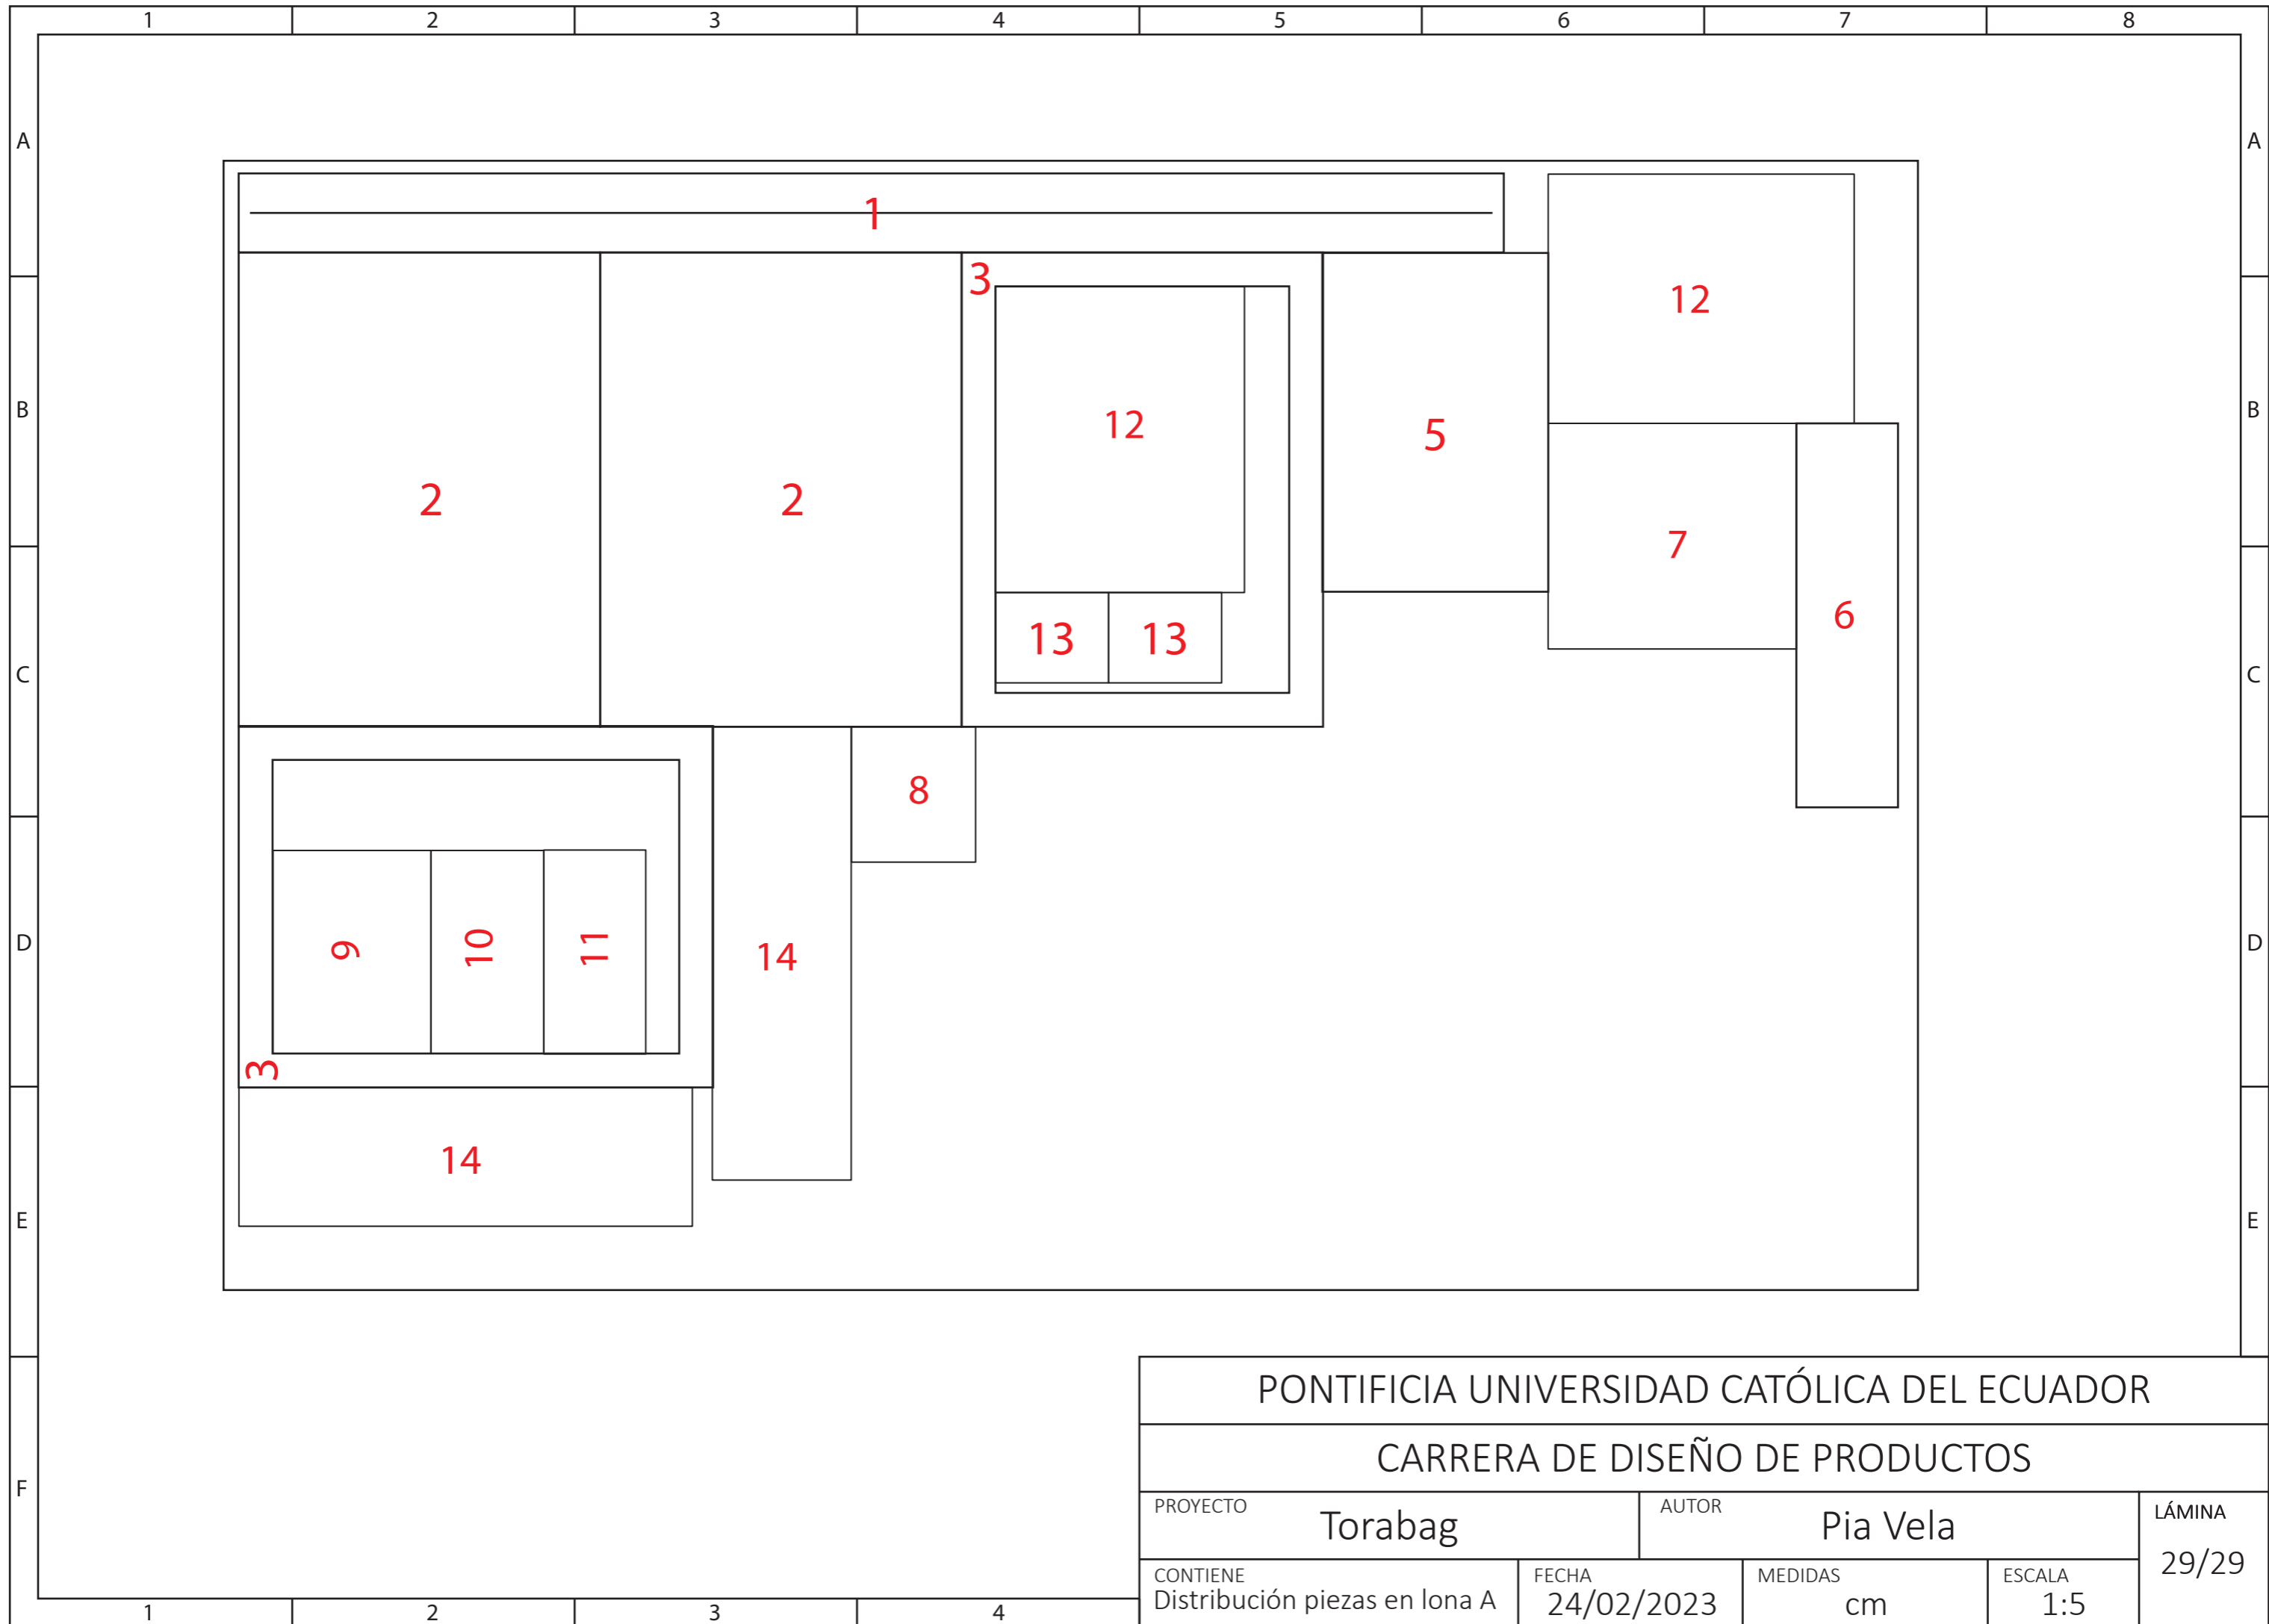 1 2 3 4 5 6 7 8
A A
1
3
12
12
B B
5
2 2
7
6
13 13
C C
8
9 10 11
14
D D
3
14
E E
PONTIFICIA UNIVERSIDAD CATÓLICA DEL ECUADOR
CARRERA DE DISEÑO DE PRODUCTOS
F
PROYECTO
Torabag
AUTOR
Pia Vela
LÁMINA
29/29
CONTIENE
Distribución piezas en lona A
FECHA
24/02/2023
MEDIDAS
cm
ESCALA
1:5
1 2 3 4